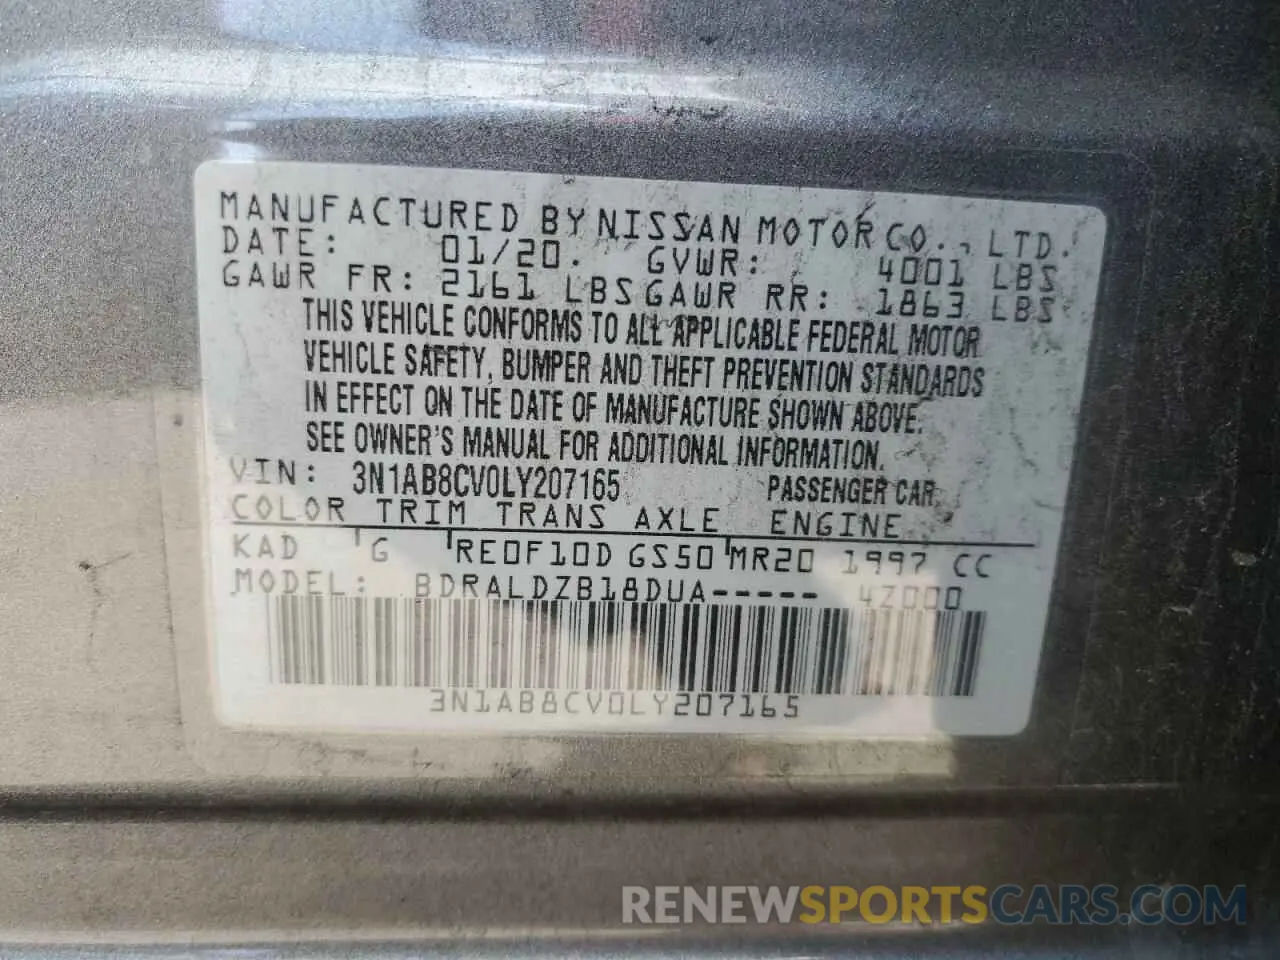 MANUFACTURED BY NISSAN MOTOR CO., LTD.
DATE: 01/20. GVWR: 4001 LBS
GAWR FR: 2161 LBS GAWR RR: 1863 LBS
THIS VEHICLE CONFORMS TO ALL APPLICABLE FEDERAL MOTOR
VEHICLE SAFETY, BUMPER AND THEFT PREVENTION STANDARDS
IN EFFECT ON THE DATE OF MANUFACTURE SHOWN ABOVE.
SEE OWNER'S MANUAL FOR ADDITIONAL INFORMATION.
VIN: 3N1AB8CV0LY207165 PASSENGER CAR
COLOR TRIM TRANS AXLE ENGINE
KAD G RE0F10D GS50 MR20 1997 CC
MODEL: BDRALDZB18DUA----- 4Z000
3N1AB8CV0LY207165
RENEWSPORTSCARS.COM